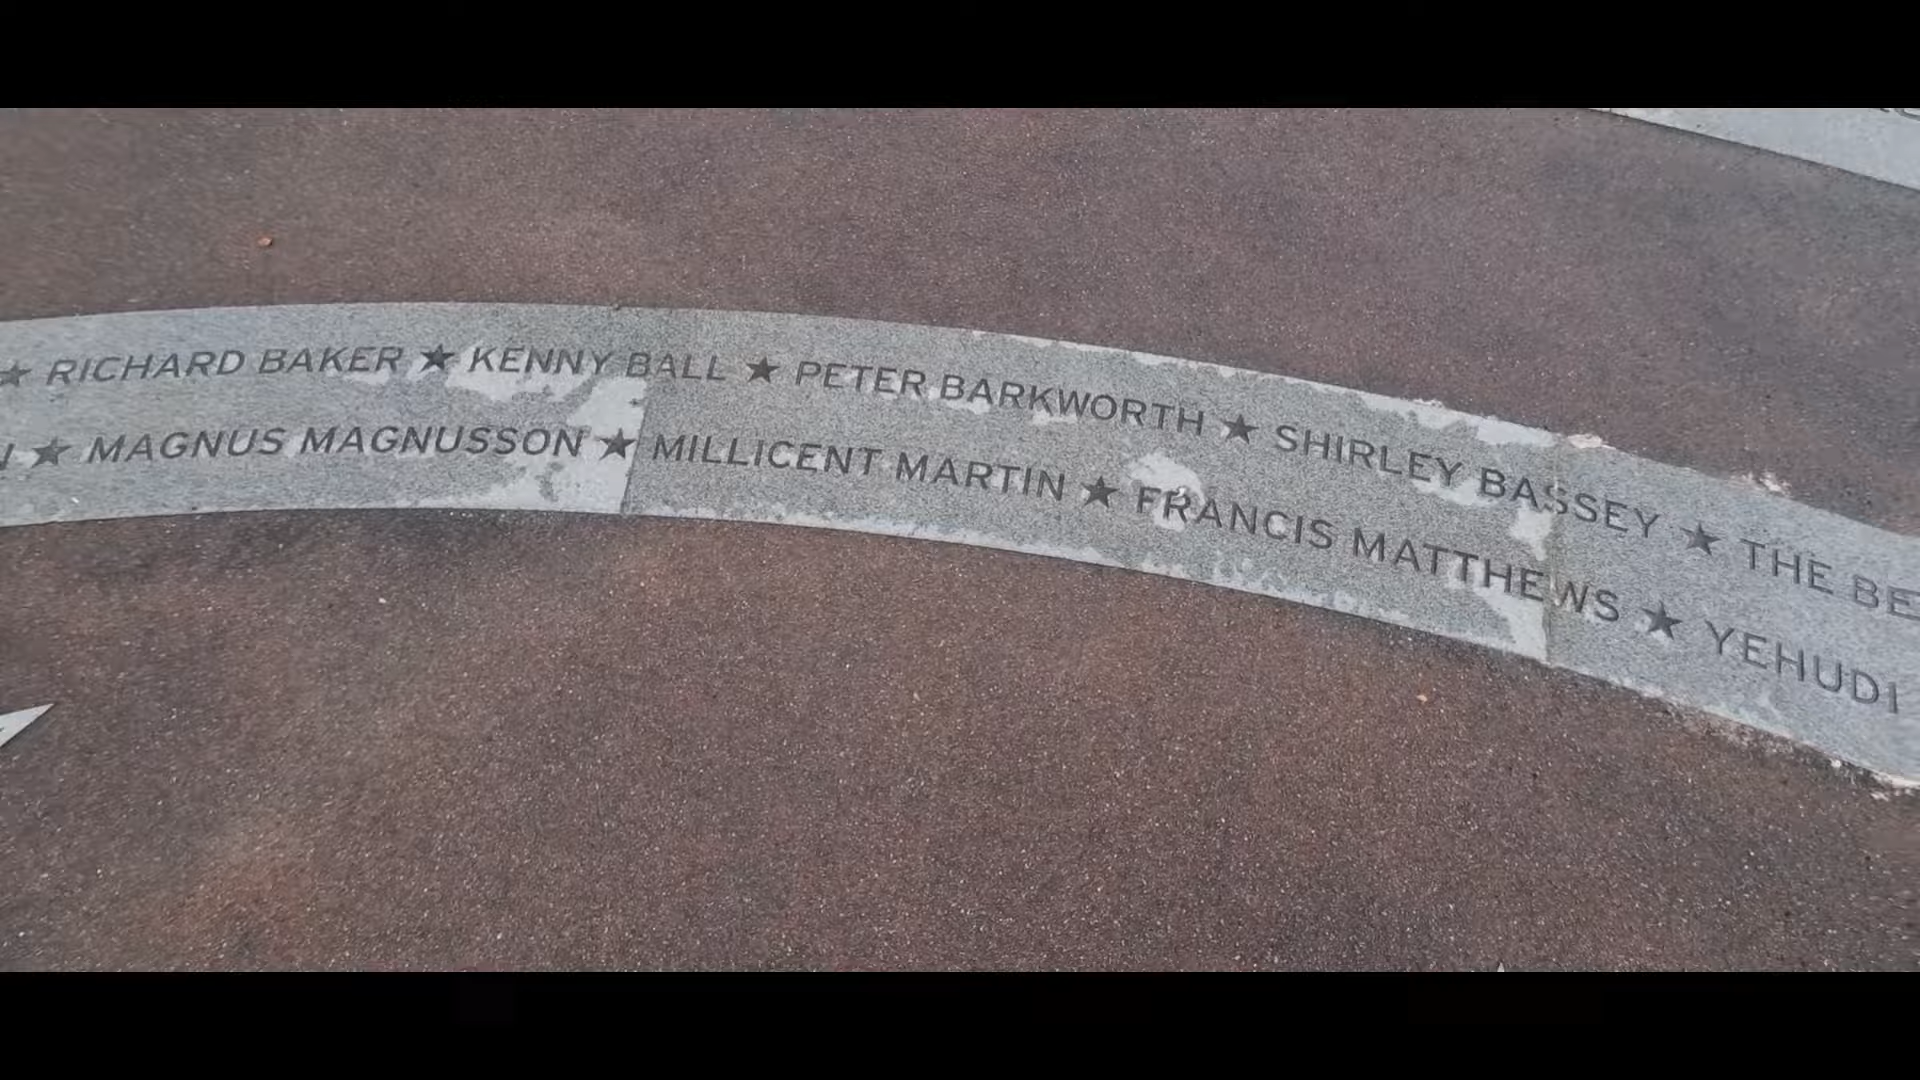 ★ RICHARD BAKER ★ KENNY BALL ★ PETER BARKWORTH ★ SHIRLEY BASSEY ★ THE BE
★ MAGNUS MAGNUSSON ★ MILLICENT MARTIN ★ FRANCIS MATTHEWS ★ YEHUDI